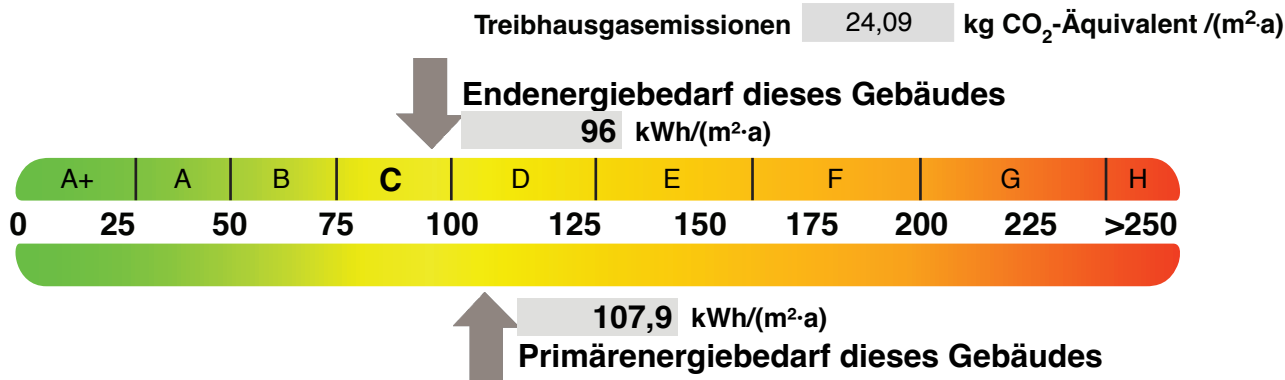 Treibhausgasemissionen 24,09 kg CO₂-Äquivalent /(m²·a)
Endenergiebedarf dieses Gebäudes
96 kWh/(m²·a)
A+ A B C D E F G H
0 25 50 75 100 125 150 175 200 225 >250
107,9 kWh/(m²·a)
Primärenergiebedarf dieses Gebäudes